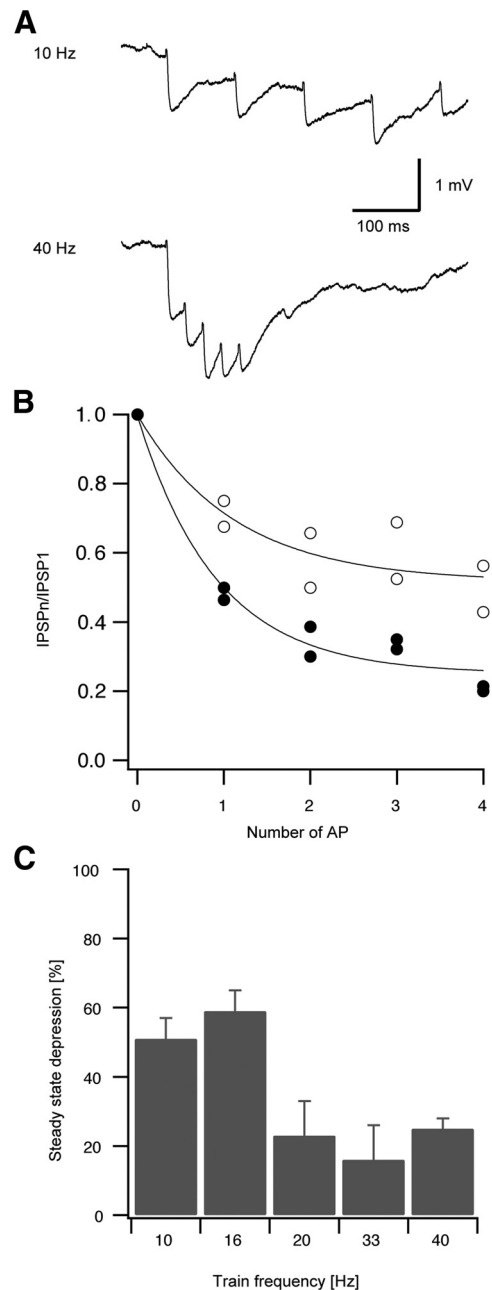 A
10 Hz
1 mV
100 ms
40 Hz
B
1.0
0.8
0.6
0.4
0.2
0.0
IPSPn/IPSP1
0 1 2 3 4
Number of AP
C
100
80
60
40
20
0
Steady state depression [%]
10 16 20 33 40
Train frequency [Hz]